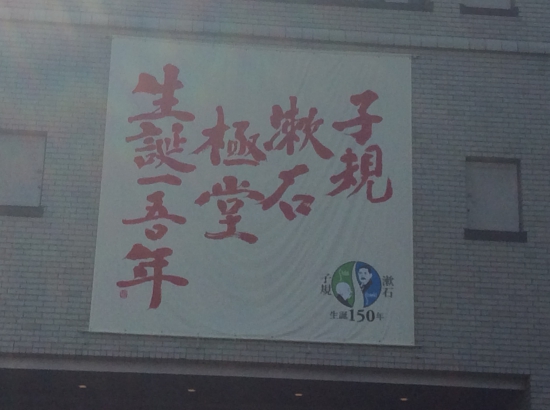 子規
漱石
極堂
生誕一五〇年
子規
漱石
生誕150年